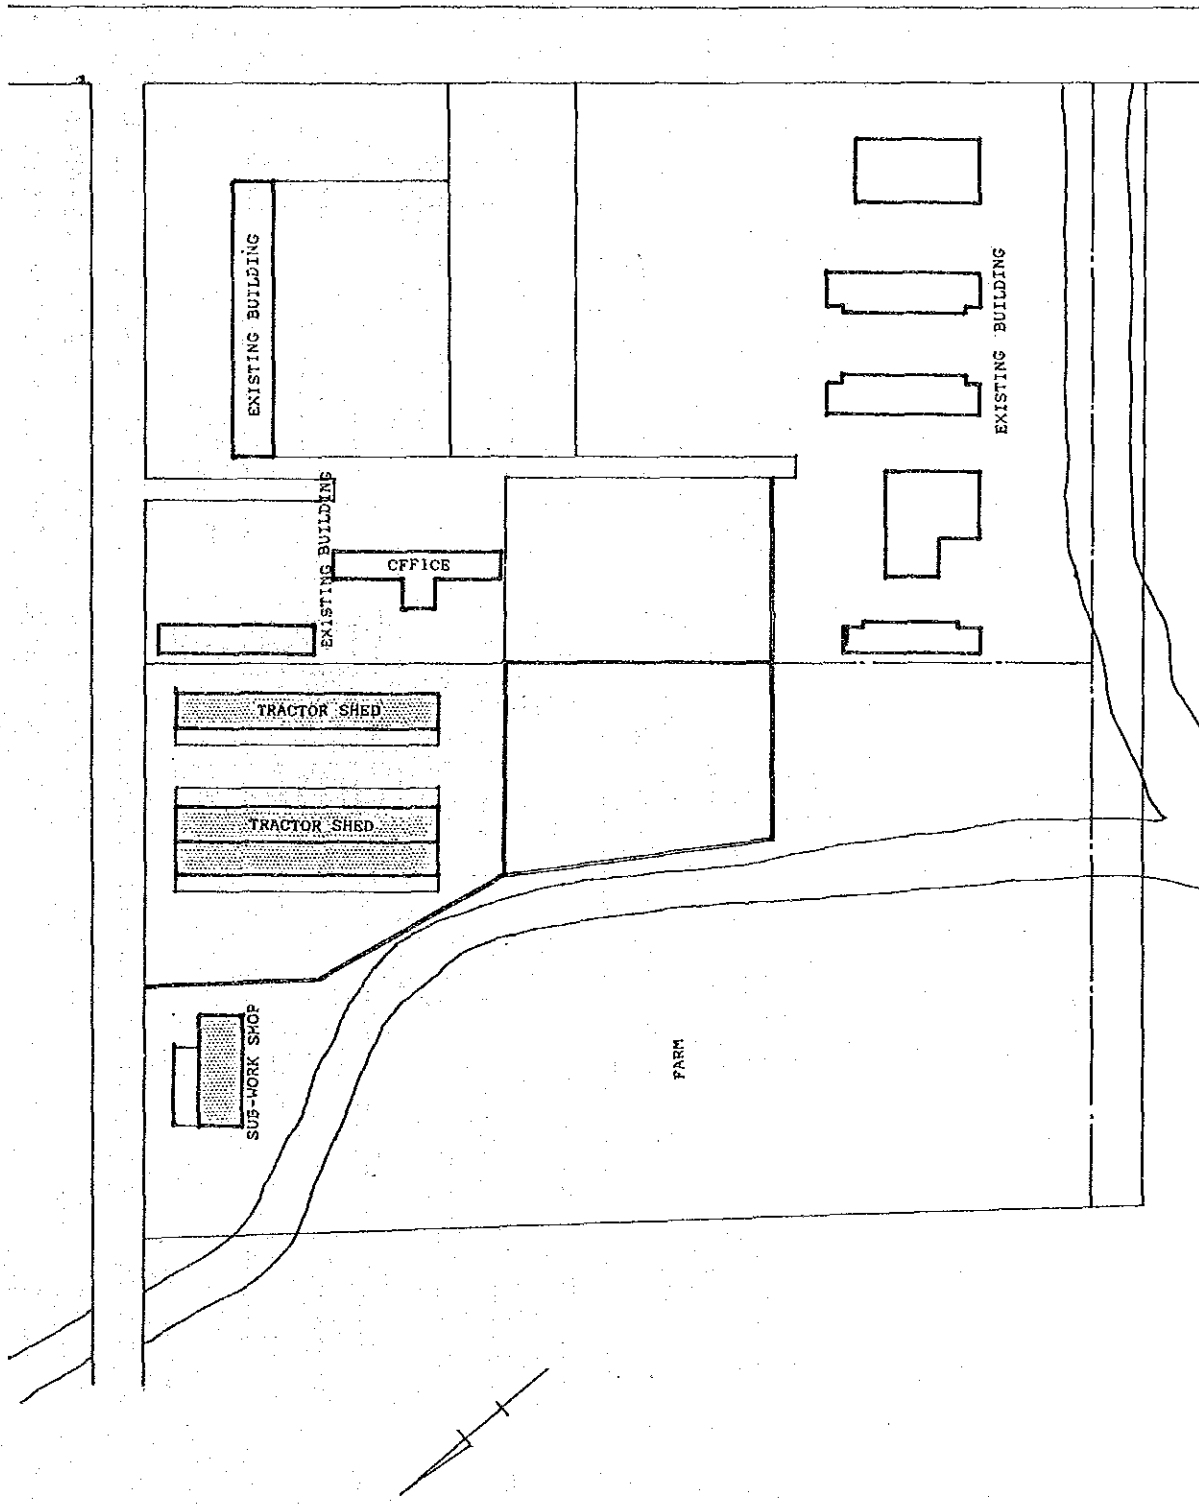 EXISTING BUILDING
EXISTING BUILDING
EXISTING BUILDING
CFFICE
TRACTOR SHED
TRACTOR SHED
SUB-WORK SHOP
FARM